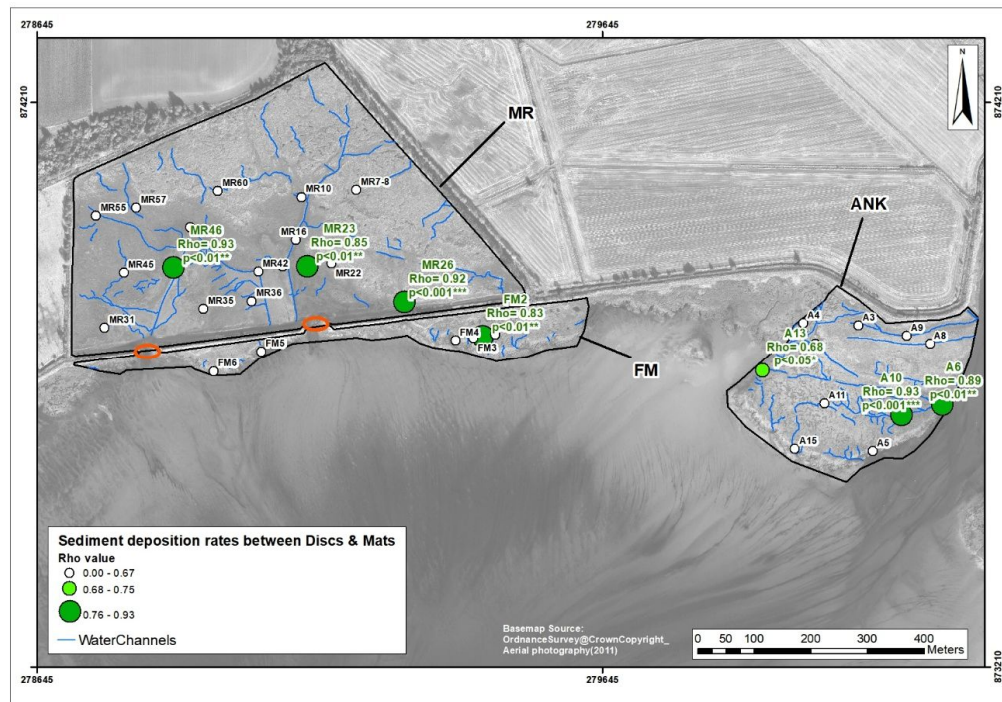 278645
279645
874210
874210
N
MR
ANK
MR60
MR10
MR7-8
MR57
MR55
MR46
Rho= 0.93
p<0.01**
MR16
MR23
Rho= 0.85
p<0.01**
MR22
MR45
MR42
MR26
Rho= 0.92
p<0.001***
MR35
MR36
MR31
FM2
Rho= 0.83
p<0.01**
FM4
FM3
FM5
FM6
FM
A4
A3
A9
A8
A13
Rho= 0.68
p<0.05*
A6
Rho= 0.89
p<0.01**
A10
Rho= 0.93
p<0.001***
A11
A15
A5
Sediment deposition rates between Discs & Mats
Rho value
0.00 - 0.67
0.68 - 0.75
0.76 - 0.93
WaterChannels
Basemap Source:
OrdnanceSurvey@CrownCopyright_
Aerial photography(2011)
0 50 100 200 300 400
Meters
873210
278645
279645